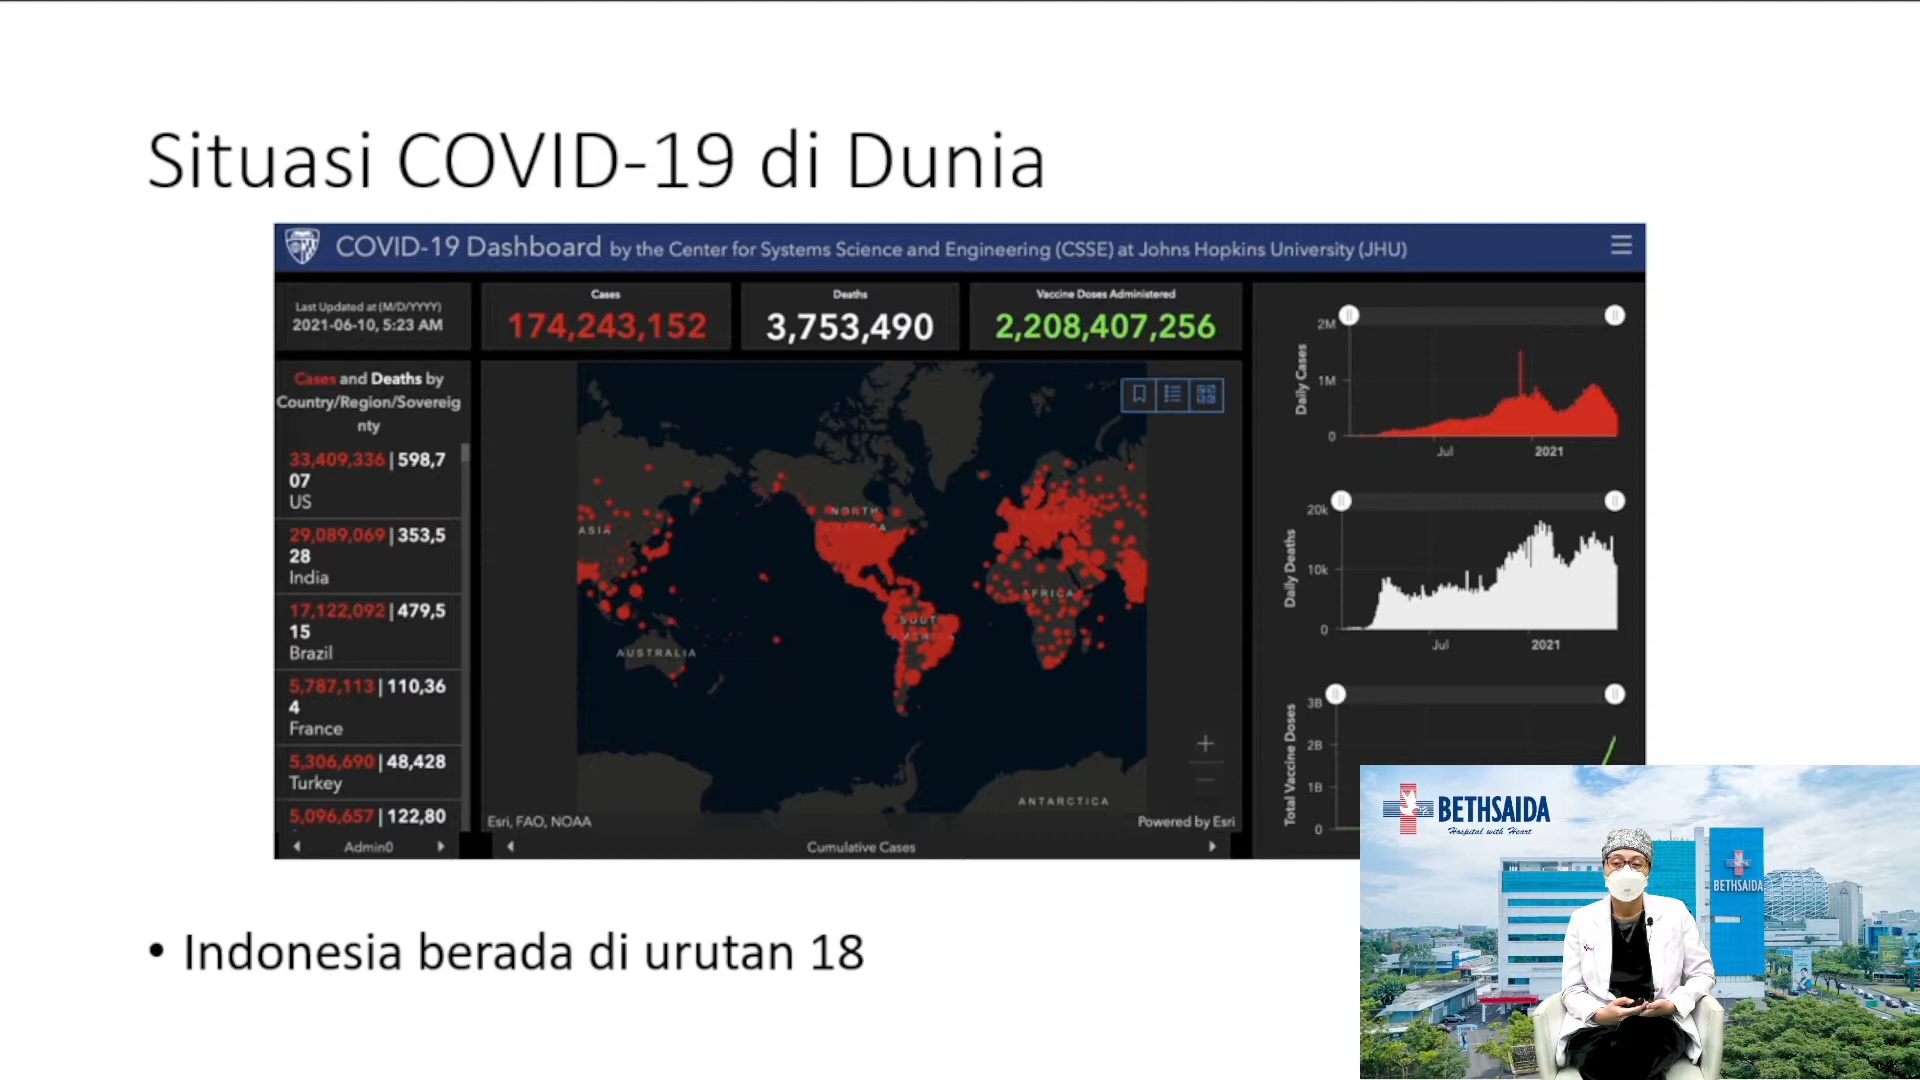 Situasi COVID-19 di Dunia
COVID-19 Dashboard by the Center for Systems Science and Engineering (CSSE) at Johns Hopkins University (JHU)
Last Updated at (M/D/YYYY)
2021-06-10, 5:23 AM
Cases
174,243,152
Deaths
3,753,490
Vaccine Doses Administered
2,208,407,256
Cases and Deaths by
Country/Region/Sovereig
nty
33,409,336 | 598,7
07
US
29,089,069 | 353,5
28
India
17,122,092 | 479,5
15
Brazil
5,787,113 | 110,36
4
France
5,306,690 | 48,428
Turkey
5,096,657 | 122,80
Admin0
ASIA
NORTH
AFRICA
AUSTRALIA
ANTARCTICA
Esri, FAO, NOAA
Powered by Esri
Cumulative Cases
Daily Cases
2M
1M
0
Jul
2021
Daily Deaths
20k
10k
0
Jul
2021
Total Vaccine Doses
3B
2B
1B
0
• Indonesia berada di urutan 18
BETHSAIDA
Hospital with Heart
BETHSAIDA